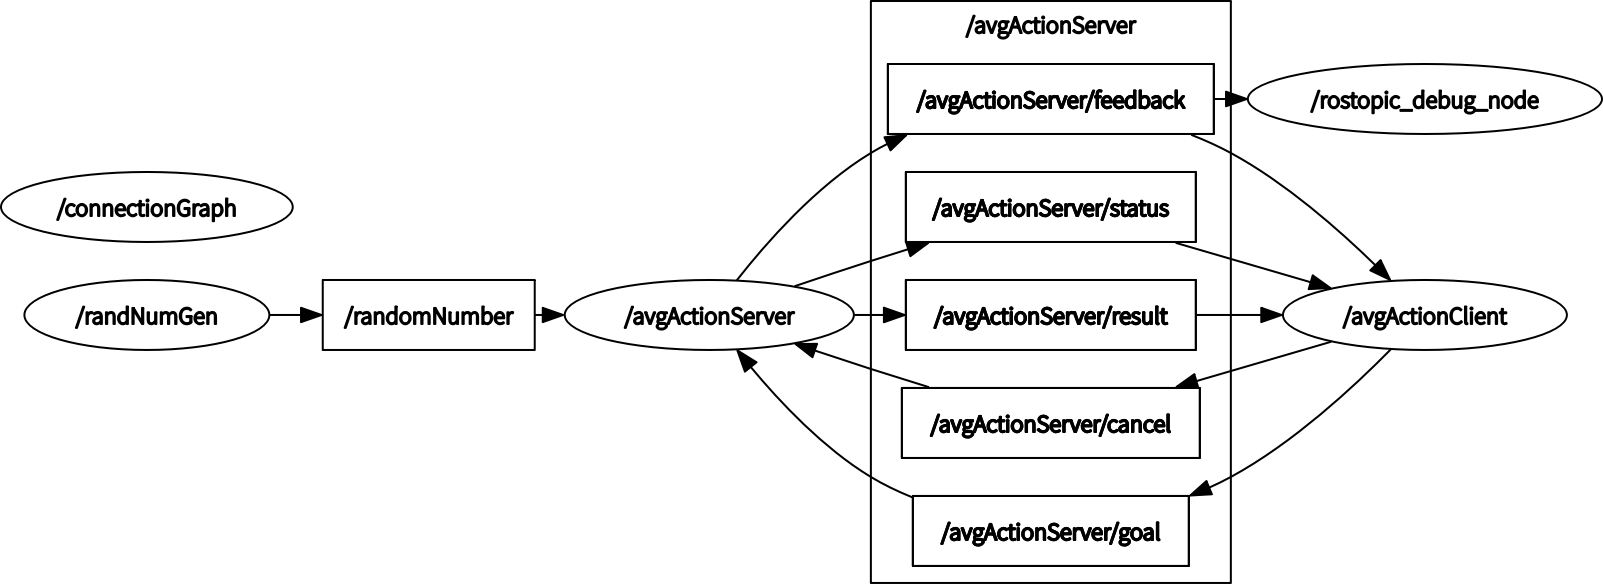 /avgActionServer
/avgActionServer/feedback
/rostopic_debug_node
/connectionGraph
/avgActionServer/status
/randNumGen
/randomNumber
/avgActionServer
/avgActionServer/result
/avgActionClient
/avgActionServer/cancel
/avgActionServer/goal